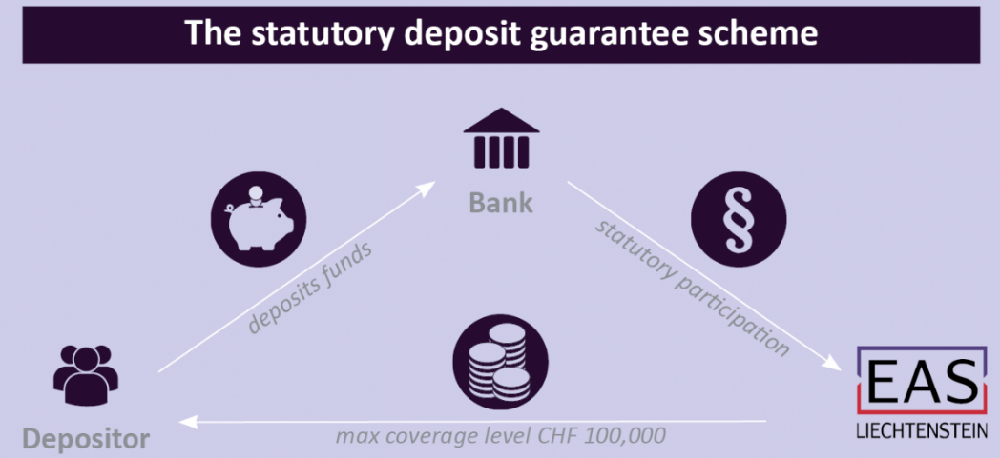 The statutory deposit guarantee scheme
Bank
§
deposits funds
statutory participation
EAS
LIECHTENSTEIN
Depositor
max coverage level CHF 100,000